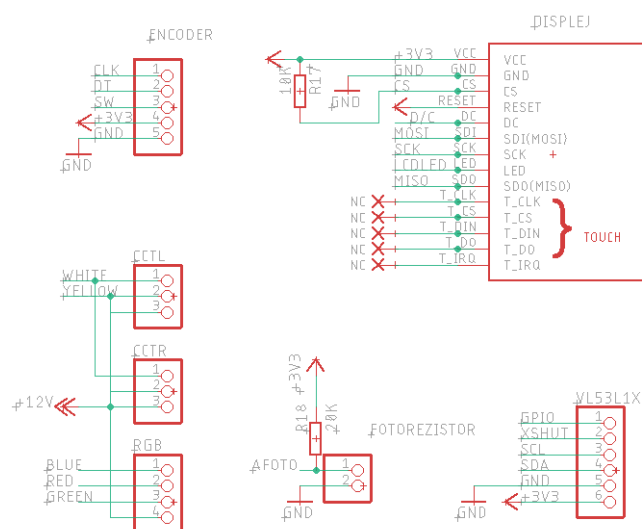 ENCODER
CLK 1
DT 2
SW 3
+3V3 4
GND 5
GND
DISPLEJ
+3V3 VCC VCC
GND GND GND
CS CS CS
RESET RESET
D/C DC DC
MOSI SDI SDI(MOSI)
SCK SCK SCK
LCDLED LED LED
MISO SDO SDO(MISO)
NC T_CLK T_CLK
NC T_CS T_CS
NC T_DIN T_DIN
NC T_DO T_DO
NC T_IRQ T_IRQ
TOUCH
10K R17
GND
CCTL
WHITE 1
YELLOW 2
3
CCTR
1
2
3
+12V
RGB
BLUE 1
RED 2
GREEN 3
4
+3V3
R18 20K
FOTOREZISTOR
AFOTO 1
2
GND
VL53L1X
GPIO 1
XSHUT 2
SCL 3
SDA 4
GND 5
+3V3 6
GND